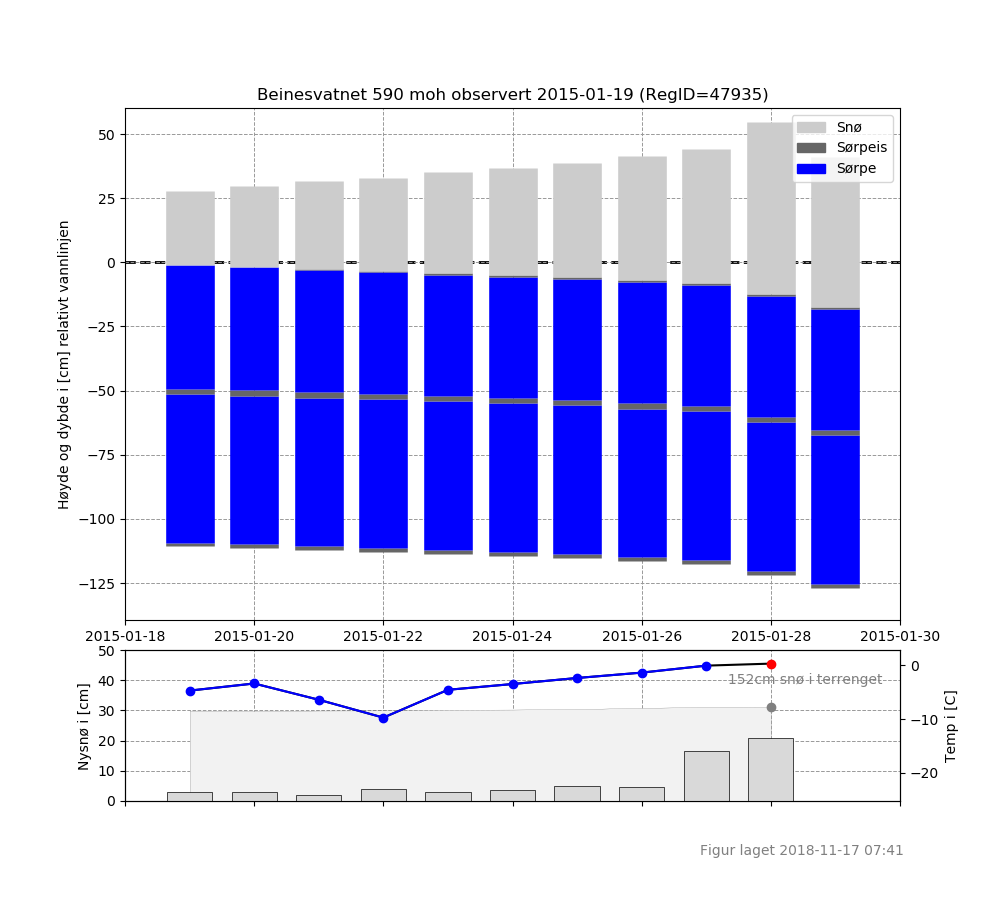 Beinesvatnet 590 moh observert 2015-01-19 (RegID=47935)
Høyde og dybde i [cm] relativt vannlinjen
50
25
0
−25
−50
−75
−100
−125
Snø
Sørpeis
Sørpe
2015-01-18 2015-01-20 2015-01-22 2015-01-24 2015-01-26 2015-01-28 2015-01-30
Nysnø i [cm]
50
40
30
20
10
0
152cm snø i terrenget
0
−10
−20
Temp i [C]
Figur laget 2018-11-17 07:41